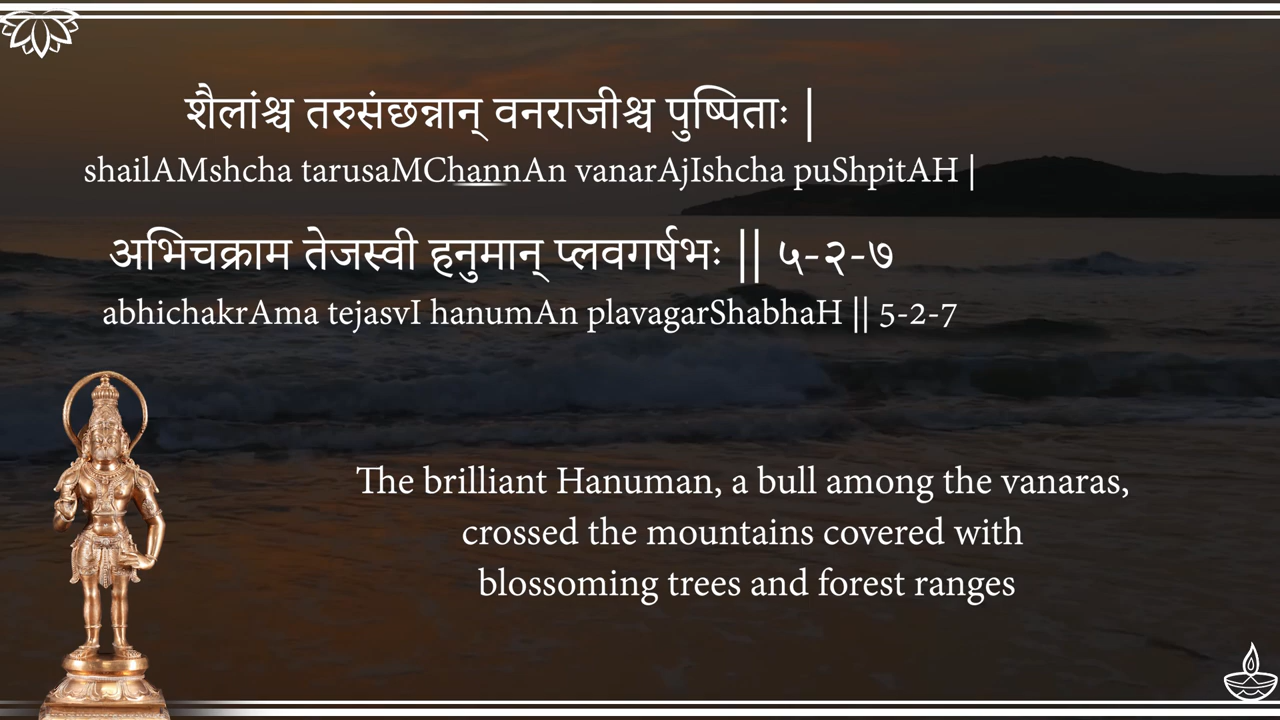 शैलांश्च तरुसंछन्नान् वनराजीश्च पुष्पिताः |
shailAMshcha tarusaMChannAn vanarAjIshcha puShpitAH |
अभिचक्राम तेजस्वी हनुमान् प्लवगर्षभः || ५-२-७
abhichakrAma tejasvI hanumAn plavagarShabhaH || 5-2-7
The brilliant Hanuman, a bull among the vanaras,
crossed the mountains covered with
blossoming trees and forest ranges